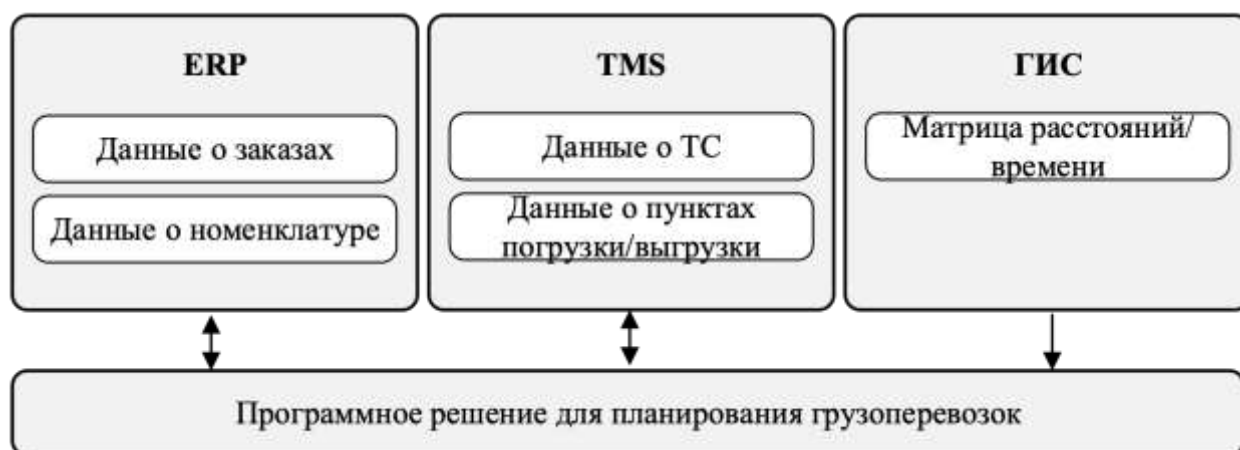 ERP
Данные о заказах
Данные о номенклатуре
TMS
Данные о ТС
Данные о пунктах
погрузки/выгрузки
ГИС
Матрица расстояний/
времени
Программное решение для планирования грузоперевозок